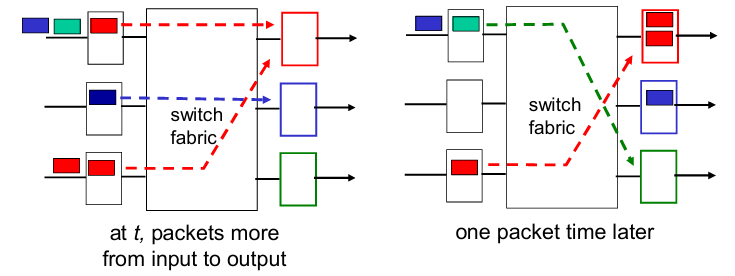 switch
fabric
at t, packets more
from input to output
switch
fabric
one packet time later